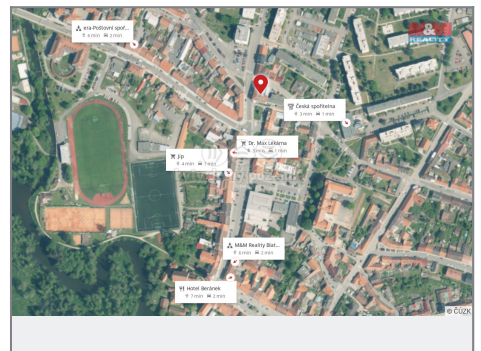 era-Poštovní spoř...
6 min 2 min
M&M
REALITY
Česká spořitelna
3 min 1 min
Dr. Max Lékárna
3 min 1 min
Jip
4 min 1 min
M&M Reality Blat...
6 min 2 min
Hotel Beránek
7 min 2 min
© ČÚZK